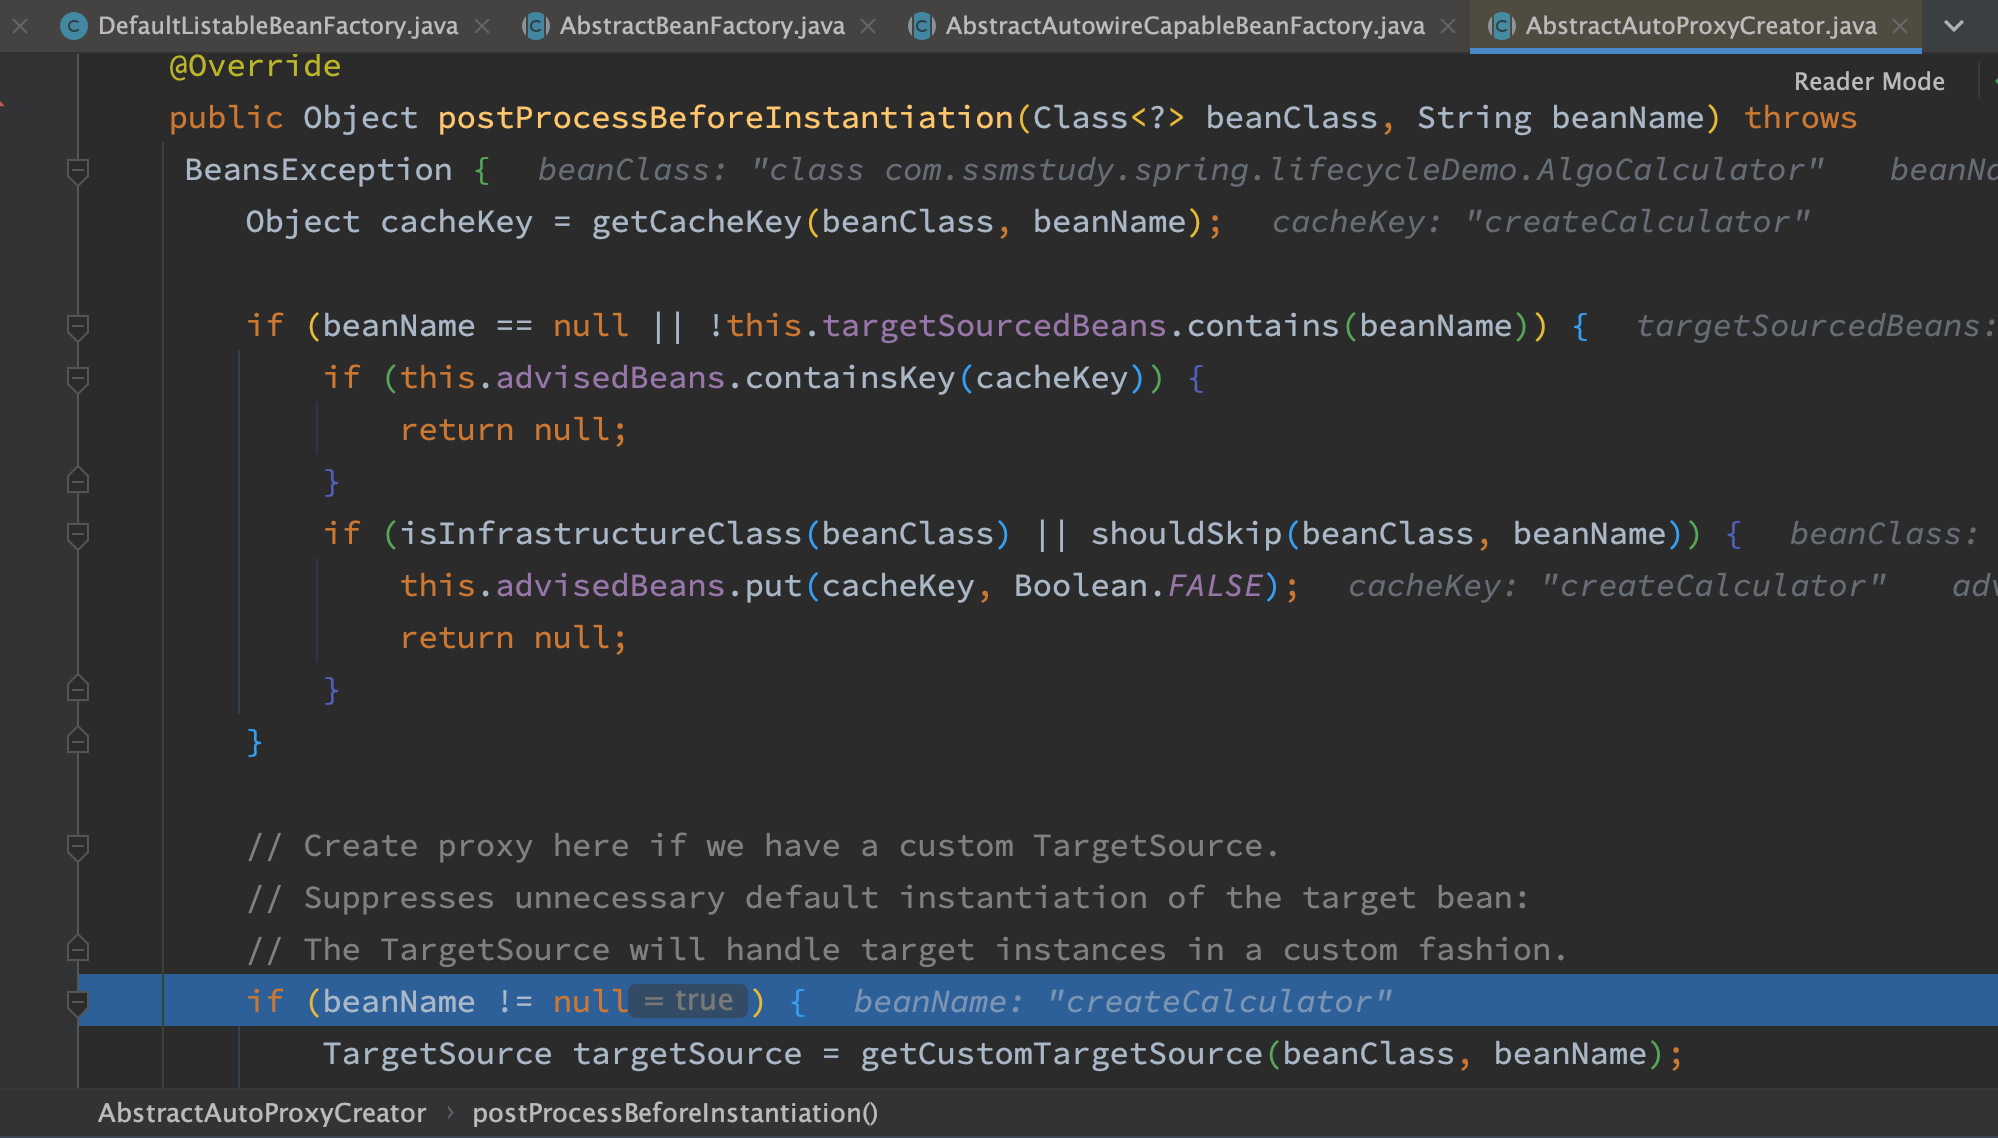 DefaultListableBeanFactory.java AbstractBeanFactory.java AbstractAutowireCapableBeanFactory.java AbstractAutoProxyCreator.java
@Override
Reader Mode
public Object postProcessBeforeInstantiation(Class<?> beanClass, String beanName) throws
BeansException { beanClass: "class com.ssmstudy.spring.lifecycleDemo.AlgoCalculator"
Object cacheKey = getCacheKey(beanClass, beanName); cacheKey: "createCalculator"
if (beanName == null || !this.targetSourcedBeans.contains(beanName)) { targetSourcedBeans:
if (this.advisedBeans.containsKey(cacheKey)) {
return null;
}
if (isInfrastructureClass(beanClass) || shouldSkip(beanClass, beanName)) { beanClass:
this.advisedBeans.put(cacheKey, Boolean.FALSE); cacheKey: "createCalculator"
return null;
}
}
// Create proxy here if we have a custom TargetSource.
// Suppresses unnecessary default instantiation of the target bean:
// The TargetSource will handle target instances in a custom fashion.
if (beanName != null = true ) { beanName: "createCalculator"
TargetSource targetSource = getCustomTargetSource(beanClass, beanName);
AbstractAutoProxyCreator › postProcessBeforeInstantiation()